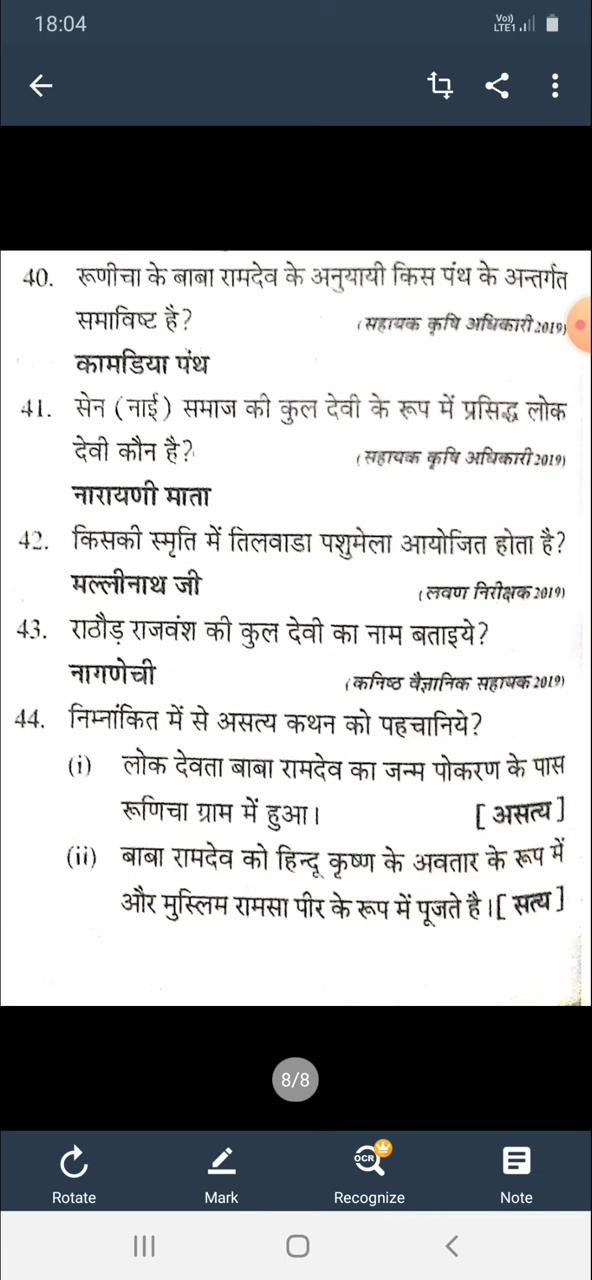 18:04
Vo)) LTE1
40. रूणीचा के बाबा रामदेव के अनुयायी किस पंथ के अन्तर्गत
समाविष्ट है? (सहायक कृषि अधिकारी 2019)
कामडिया पंथ
41. सेन (नाई) समाज की कुल देवी के रूप में प्रसिद्ध लोक
देवी कौन है? (सहायक कृषि अधिकारी 2019)
नारायणी माता
42. किसकी स्मृति में तिलवाडा पशुमेला आयोजित होता है?
मल्लीनाथ जी (लवण निरीक्षक 2019)
43. राठौड़ राजवंश की कुल देवी का नाम बताइये?
नागणेची (कनिष्ठ वैज्ञानिक सहायक 2019)
44. निम्नांकित में से असत्य कथन को पहचानिये?
(i) लोक देवता बाबा रामदेव का जन्म पोकरण के पास
रूणिचा ग्राम में हुआ। [ असत्य ]
(ii) बाबा रामदेव को हिन्दू कृष्ण के अवतार के रूप में
और मुस्लिम रामसा पीर के रूप में पूजते है। [ सत्य ]
8/8
OCR
Rotate Mark Recognize Note